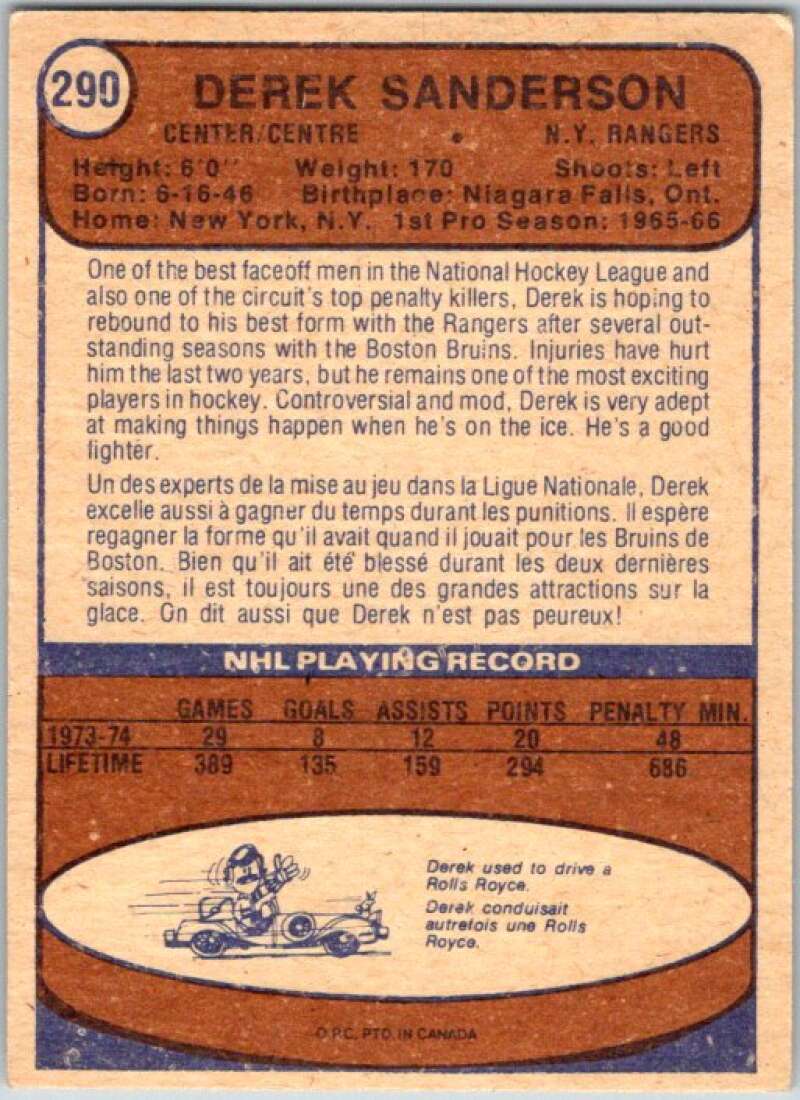 290
DEREK SANDERSON
CENTER/CENTRE • N.Y. RANGERS
Height: 6'0" Weight: 170 Shoots: Left
Born: 6-16-46 Birthplace: Niagara Falls, Ont.
Home: New York, N.Y. 1st Pro Season: 1965-66
One of the best faceoff men in the National Hockey League and
also one of the circuit's top penalty killers, Derek is hoping to
rebound to his best form with the Rangers after several out-
standing seasons with the Boston Bruins. Injuries have hurt
him the last two years, but he remains one of the most exciting
players in hockey. Controversial and mod, Derek is very adept
at making things happen when he's on the ice. He's a good
fighter.
Un des experts de la mise au jeu dans la Ligue Nationale, Derek
excelle aussi à gagner du temps durant les punitions. Il espère
regagner la forme qu'il avait quand il jouait pour les Bruins de
Boston. Bien qu'il ait été blessé durant les deux dernières
saisons, il est toujours une des grandes attractions sur la
glace. On dit aussi que Derek n'est pas peureux!
NHL PLAYING RECORD
GAMES GOALS ASSISTS POINTS PENALTY MIN.
1973-74 29 8 12 20 48
LIFETIME 389 135 159 294 686
Derek used to drive a
Rolls Royce.
Derek conduisait
autrefois une Rolls
Royce.
O.P.C. PTD. IN CANADA